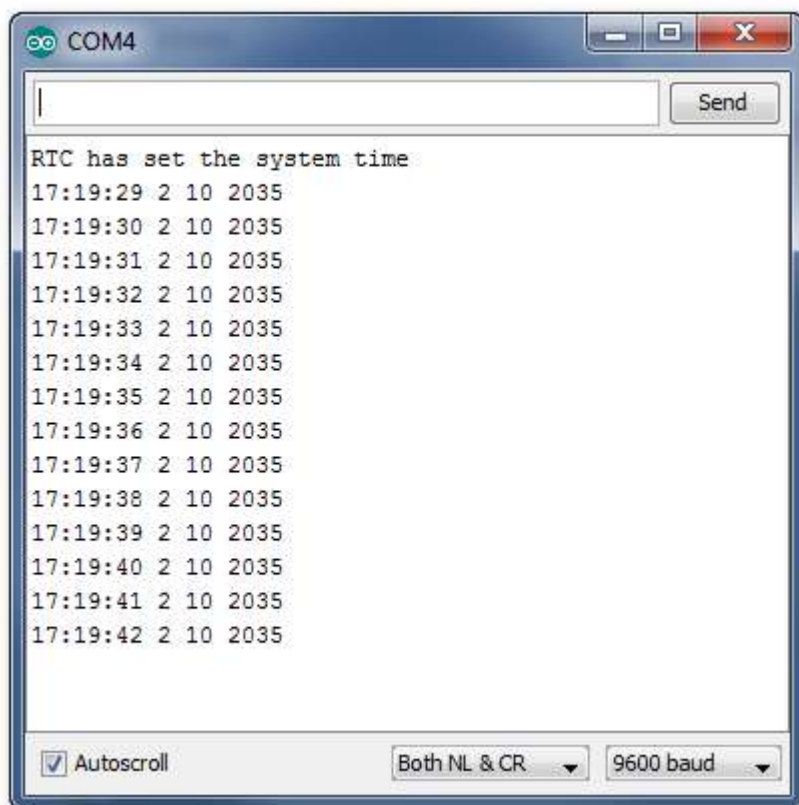 COM4
Send
RTC has set the system time
17:19:29 2 10 2035
17:19:30 2 10 2035
17:19:31 2 10 2035
17:19:32 2 10 2035
17:19:33 2 10 2035
17:19:34 2 10 2035
17:19:35 2 10 2035
17:19:36 2 10 2035
17:19:37 2 10 2035
17:19:38 2 10 2035
17:19:39 2 10 2035
17:19:40 2 10 2035
17:19:41 2 10 2035
17:19:42 2 10 2035
Autoscroll Both NL & CR 9600 baud